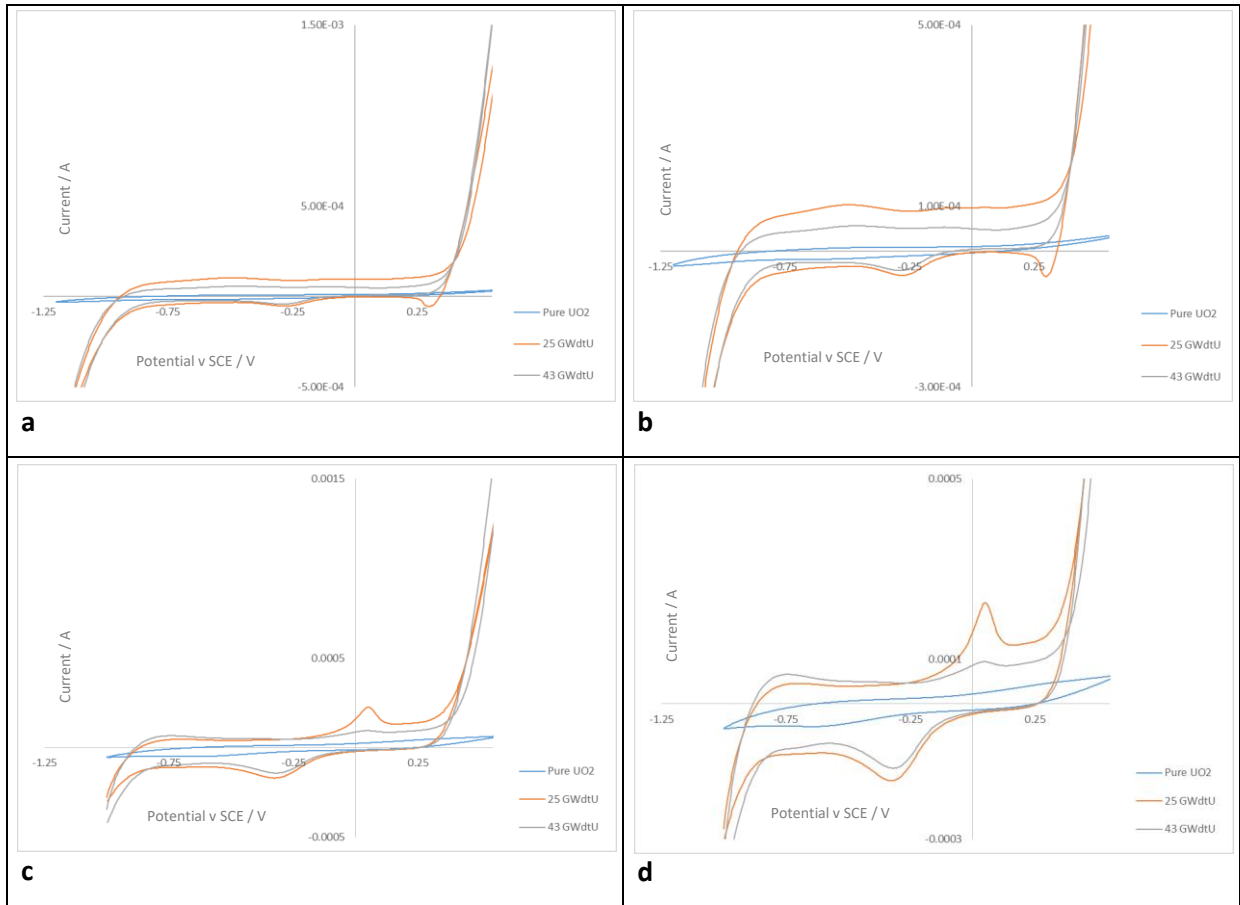 1.50E-03
Current / A
5.00E-04
-1.25
-0.75
-0.25
0.25
Pure UO2
25 GWdtU
43 GWdtU
Potential v SCE / V
-5.00E-04
a
5.00E-04
Current / A
1.00E-04
-1.25
-0.75
-0.25
0.25
Pure UO2
25 GWdtU
43 GWdtU
Potential v SCE / V
-3.00E-04
b
0.0015
Current / A
0.0005
-1.25
-0.75
-0.25
0.25
Pure UO2
25 GWdtU
43 GWdtU
Potential v SCE / V
-0.0005
c
0.0005
Current / A
0.0001
-1.25
-0.75
-0.25
0.25
Pure UO2
25 GWdtU
43 GWdtU
Potential v SCE / V
-0.0003
d